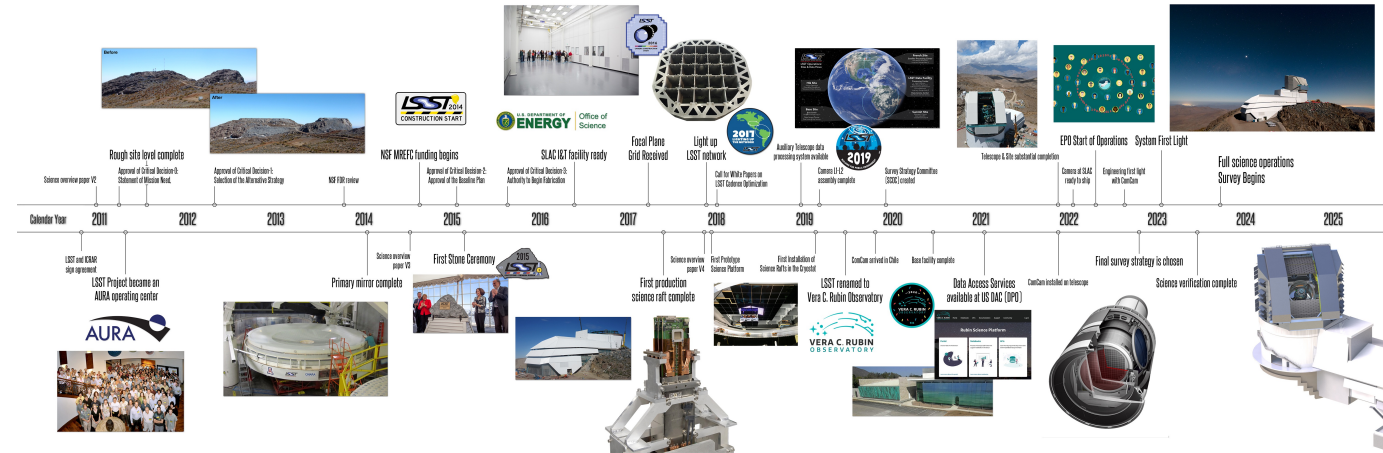 Before
After
LSST 2014
CONSTRUCTION START
LSST
2016
U.S. DEPARTMENT OF
ENERGY
Office of
Science
2017
LSST
2019
Rough site level complete
NSF MREFC funding begins
SLAC I&T facility ready
Focal Plane
Grid Received
Light up
LSST network
Auxiliary Telescope data
processing system available
Telescope & Site substantial completion
EPO Start of Operations
System First Light
Full science operations
Survey Begins
Science overview paper V2
Approval of Critical Decision-0:
Statement of Mission Need.
Approval of Critical Decision-1:
Selection of the Alternative Strategy
NSF FDR review
Approval of Critical Decision-2:
Approval of the Baseline Plan
Approval of Critical Decision 3:
Authority to Begin Fabrication
Call for White Papers on
LSST Cadence Optimization
Camera L1-L2
assembly complete
Survey Strategy Committee
(SCOC) created
Camera at SLAC
ready to ship
Engineering first light
with ComCam
Calendar Year
2011
2012
2013
2014
2015
2016
2017
2018
2019
2020
2021
2022
2023
2024
2025
LSST and ICRAR
sign agreement
LSST Project became an
AURA operating center
AURA
Primary mirror complete
Science overview
paper V3
First Stone Ceremony
2015
LSST
First production
science raft complete
Science overview
paper V4
First Prototype
Science Platform
First Installation of
Science Rafts in the Cryostat
LSST renamed to
Vera C. Rubin Observatory
VERA C. RUBIN
OBSERVATORY
ComCam arrived in Chile
Base facility complete
Data Access Services
available at US DAC (DP0)
Rubin Science Platform
ComCam installed on telescope
Final survey strategy is chosen
Science verification complete